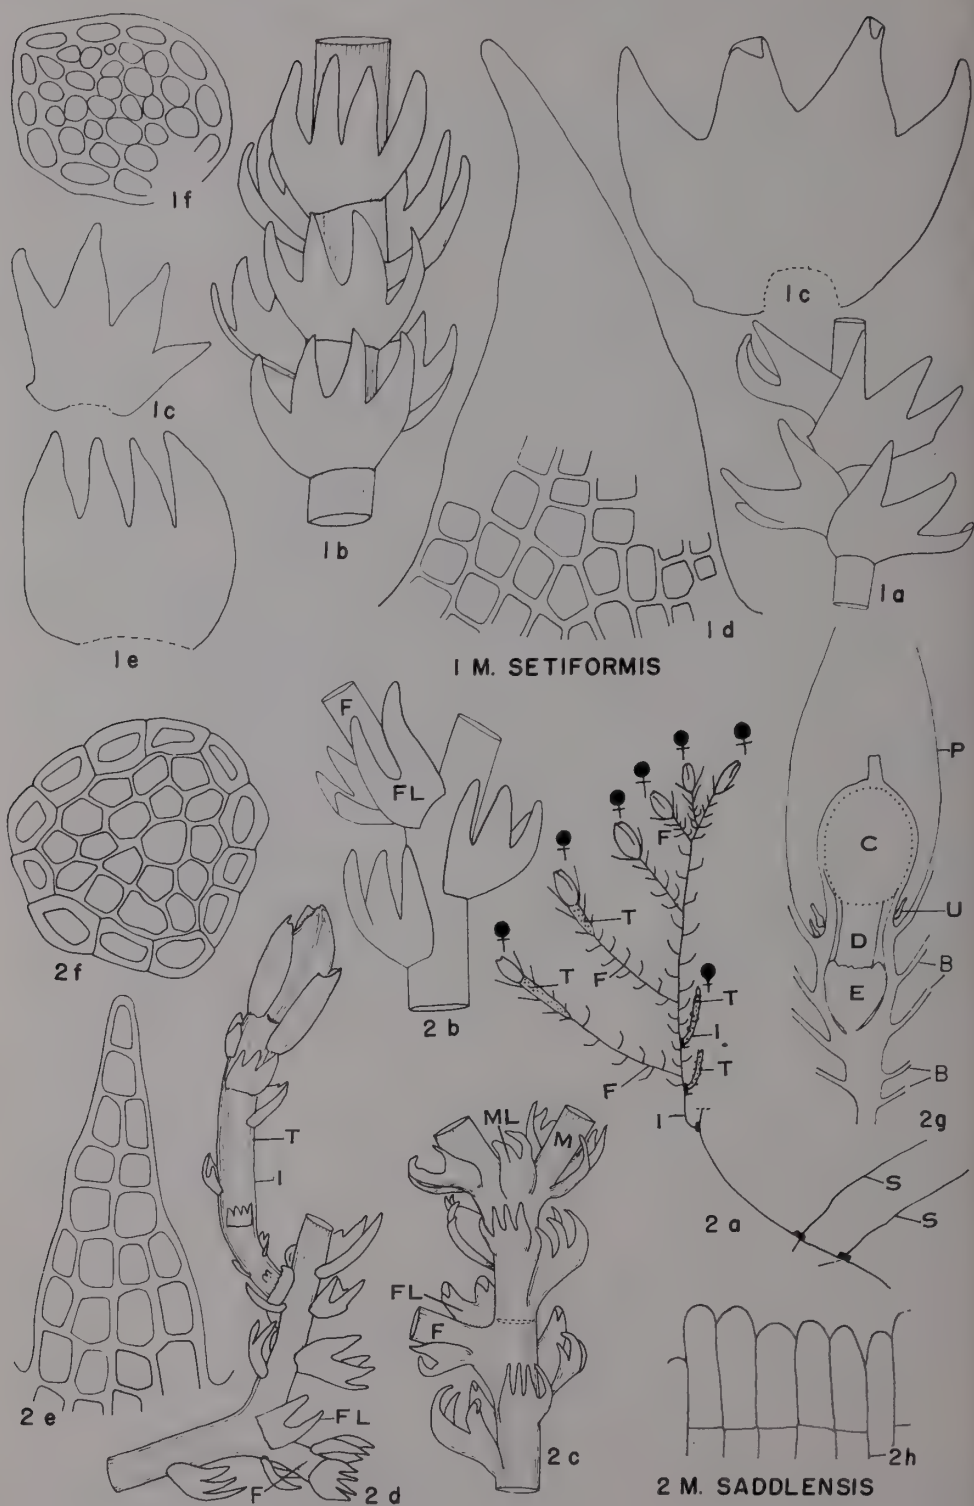 1f
1c
1c
1b
1a
1e
1d
1 M. SETIFORMIS
F
FL
P
F
C
T
U
2f
2b
T
F
D
B
T
E
I
T
B
F
I
2g
ML
M
T
I
2a
S
S
FL
F
2e
FL
F
2d
2c
2h
2 M. SADDLENSIS